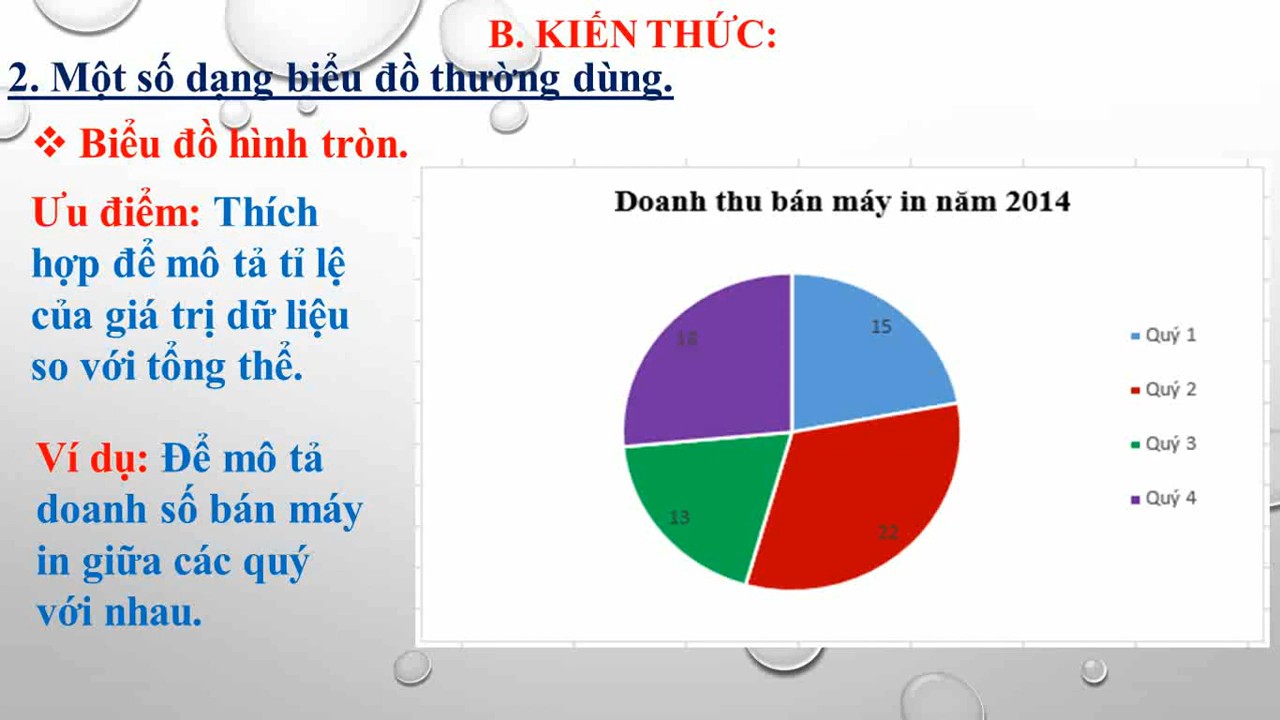 B. KIẾN THỨC:
2. Một số dạng biểu đồ thường dùng.
❖ Biểu đồ hình tròn.
Ưu điểm: Thích
hợp để mô tả tỉ lệ
của giá trị dữ liệu
so với tổng thể.
Ví dụ: Để mô tả
doanh số bán máy
in giữa các quý
với nhau.
Doanh thu bán máy in năm 2014
15
18
13
22
Quý 1
Quý 2
Quý 3
Quý 4